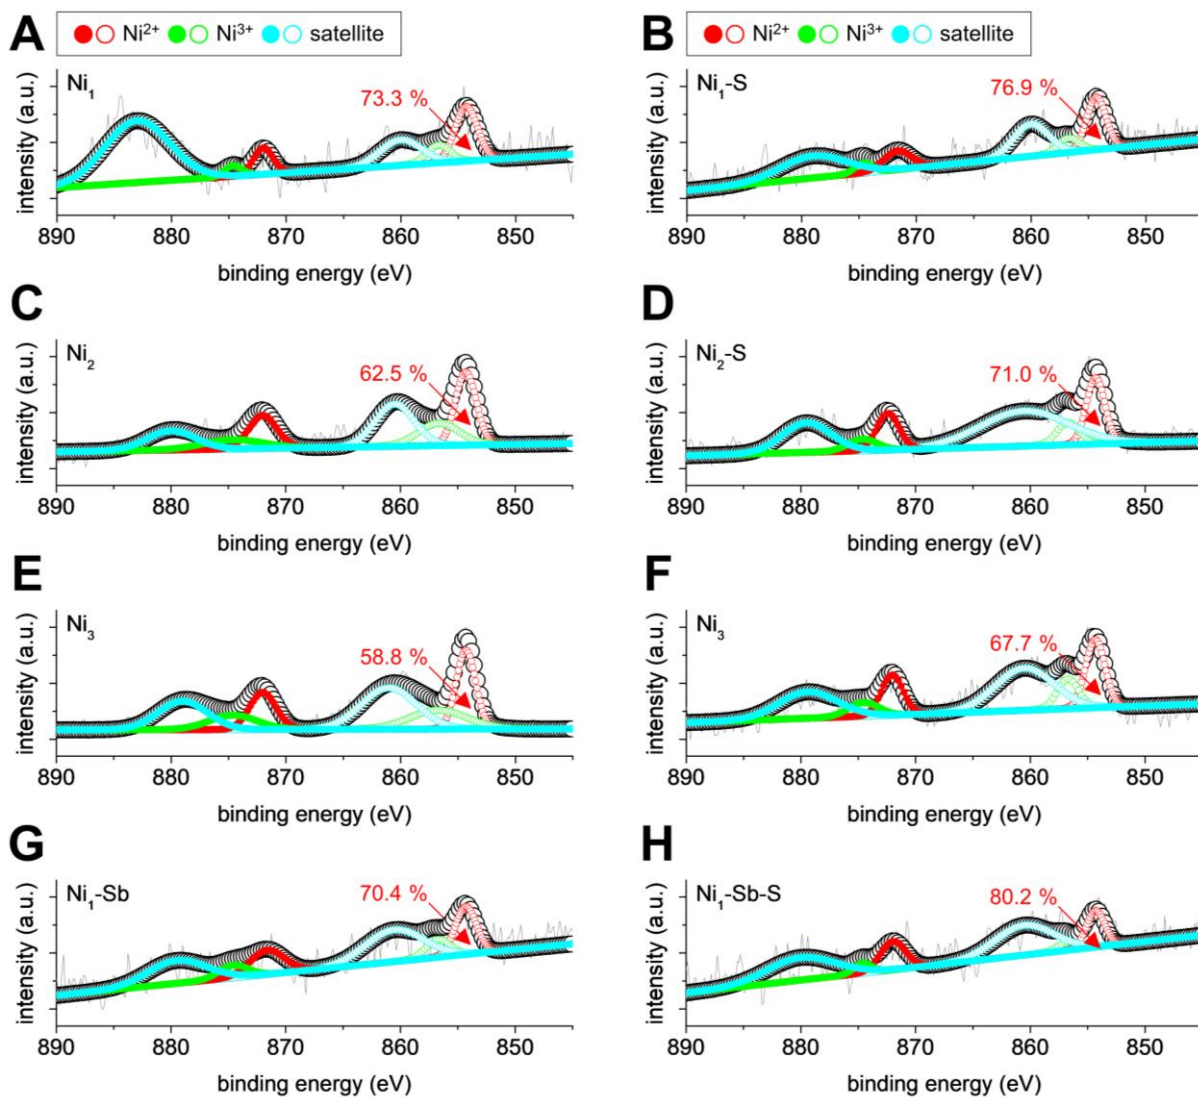 A
Ni²⁺ Ni³⁺ satellite
B
Ni²⁺ Ni³⁺ satellite
Ni₁
73.3 %
intensity (a.u.)
890 880 870 860 850
binding energy (eV)
Ni₁-S
76.9 %
intensity (a.u.)
890 880 870 860 850
binding energy (eV)
C
Ni₂
62.5 %
intensity (a.u.)
890 880 870 860 850
binding energy (eV)
D
Ni₂-S
71.0 %
intensity (a.u.)
890 880 870 860 850
binding energy (eV)
E
Ni₃
58.8 %
intensity (a.u.)
890 880 870 860 850
binding energy (eV)
F
Ni₃
67.7 %
intensity (a.u.)
890 880 870 860 850
binding energy (eV)
G
Ni₁-Sb
70.4 %
intensity (a.u.)
890 880 870 860 850
binding energy (eV)
H
Ni₁-Sb-S
80.2 %
intensity (a.u.)
890 880 870 860 850
binding energy (eV)